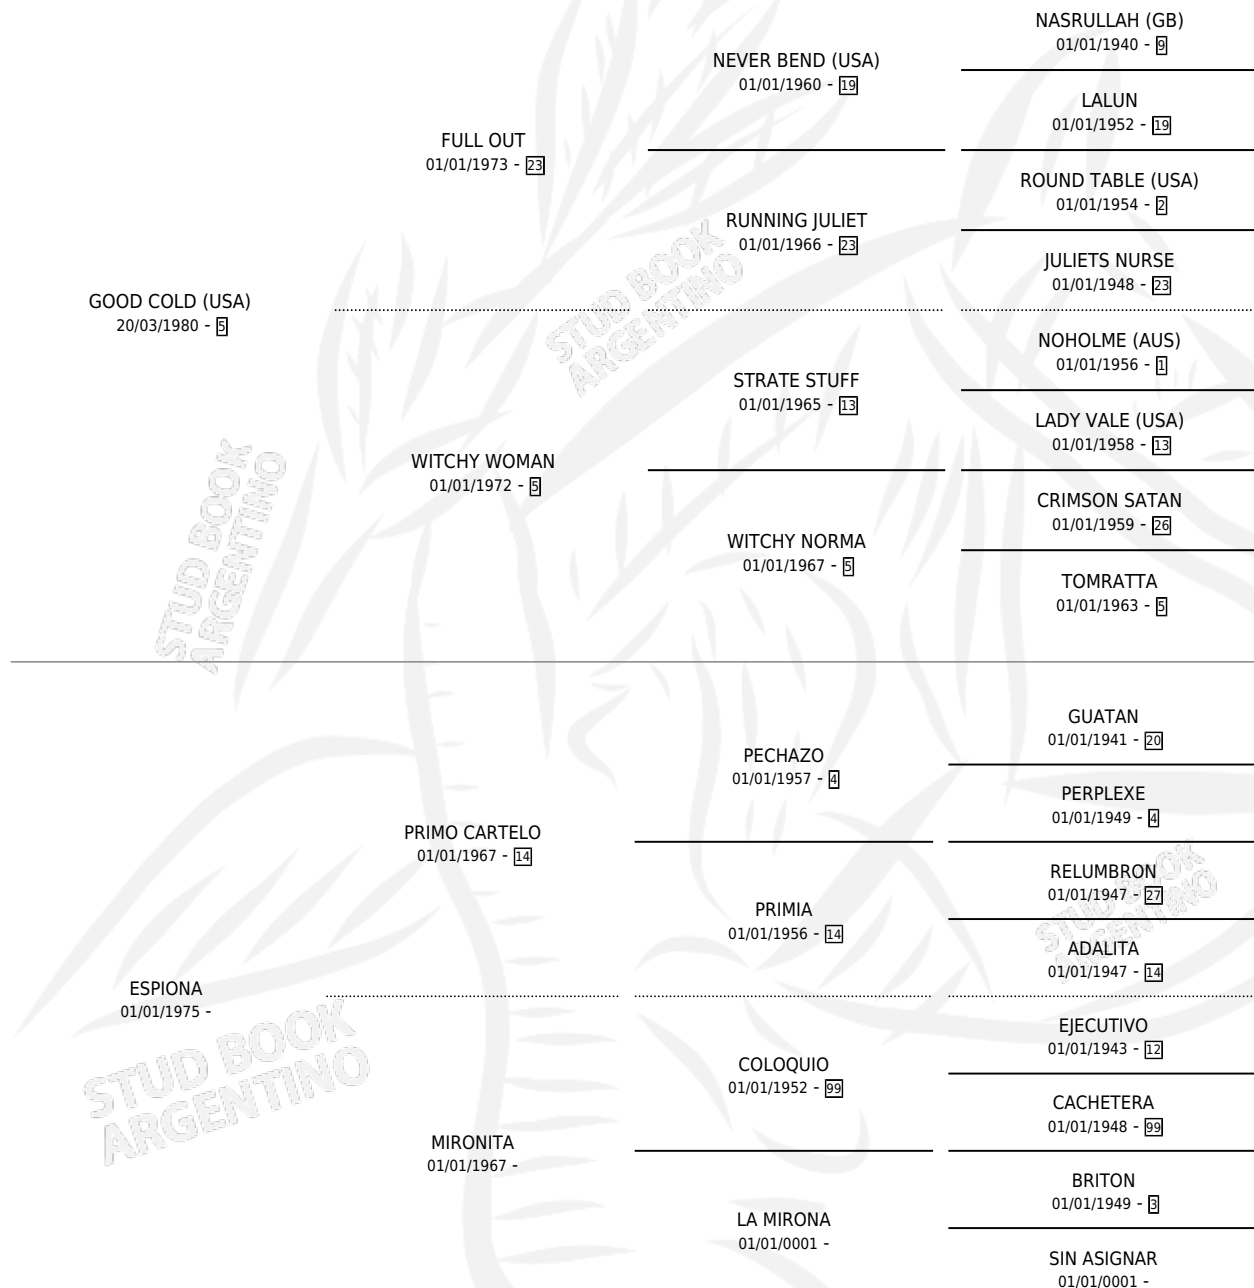 NASRULLAH (GB)
01/01/1940 - 9
NEVER BEND (USA)
01/01/1960 - 19
LALUN
01/01/1952 - 19
FULL OUT
01/01/1973 - 23
ROUND TABLE (USA)
01/01/1954 - 2
RUNNING JULIET
01/01/1966 - 23
JULIETS NURSE
01/01/1948 - 23
GOOD COLD (USA)
20/03/1980 - 5
NOHOLME (AUS)
01/01/1956 - 1
STRATE STUFF
01/01/1965 - 13
LADY VALE (USA)
01/01/1958 - 13
WITCHY WOMAN
01/01/1972 - 5
CRIMSON SATAN
01/01/1959 - 26
WITCHY NORMA
01/01/1967 - 5
TOMRATTA
01/01/1963 - 5
GUATAN
01/01/1941 - 20
PECHAZO
01/01/1957 - 4
PERPLEXE
01/01/1949 - 4
PRIMO CARTELO
01/01/1967 - 14
RELUMBRON
01/01/1947 - 27
PRIMIA
01/01/1956 - 14
ADALITA
01/01/1947 - 14
ESPIONA
01/01/1975 -
EJECUTIVO
01/01/1943 - 12
COLOQUIO
01/01/1952 - 99
CACHETERA
01/01/1948 - 99
MIRONITA
01/01/1967 -
BRITON
01/01/1949 - 3
LA MIRONA
01/01/0001 -
SIN ASIGNAR
01/01/0001 -
STUD BOOK
ARGENTINO
STUD BOOK
ARGENTINO
STUD BOOK
ARGENTINO
STUD BOOK
ARGENTINO